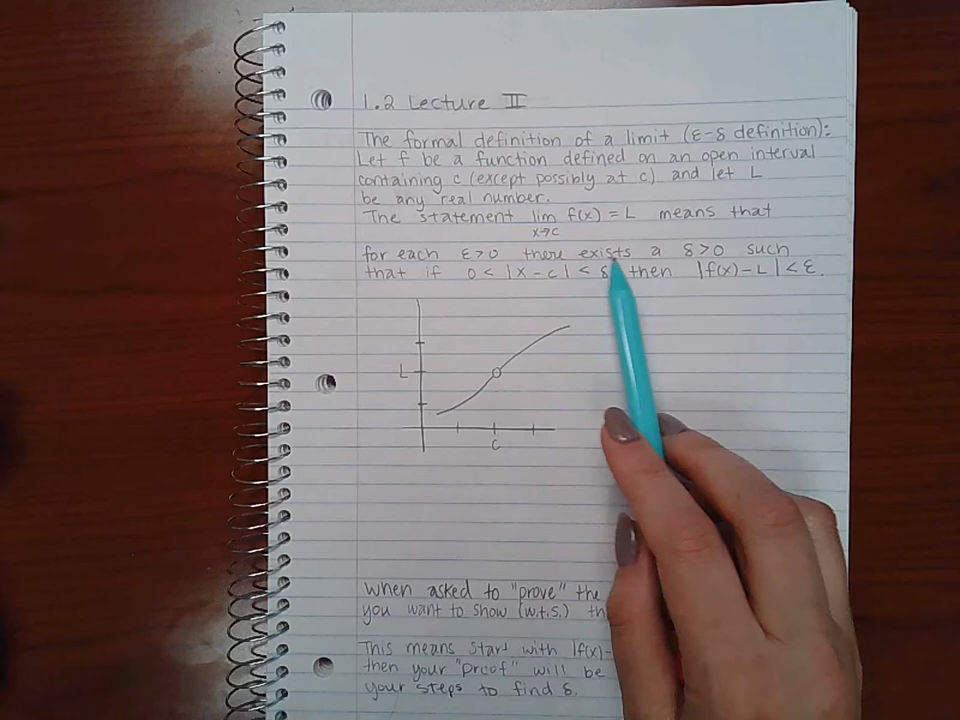 1.2 Lecture II
The formal definition of a limit (ε-δ definition):
Let f be a function defined on an open interval
containing c (except possibly at c) and let L
be any real number.
The statement lim f(x) = L means that
x→c
for each ε>0 there exists a δ>0 such
that if 0 < |x - c| < δ then |f(x) - L| < ε.
L
c
When asked to "prove" the
you want to show (w.t.s.) th
This means start with |f(x)-
then your "proof" will be
your steps to find δ.